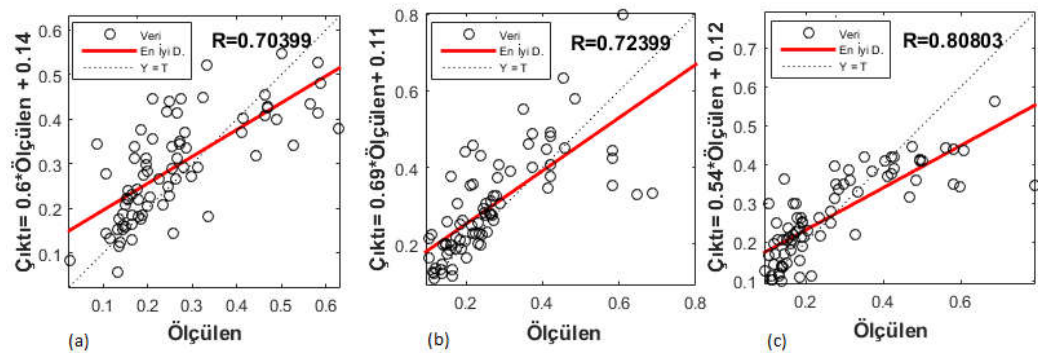 Çıktı= 0.6*Ölçülen + 0.14
0.6
0.5
0.4
0.3
0.2
0.1
Veri
En İyi D.
Y = T
R=0.70399
0.1 0.2 0.3 0.4 0.5 0.6
Ölçülen
(a)
Çıktı= 0.69*Ölçülen+ 0.11
0.8
0.6
0.4
0.2
Veri
En İyi D.
Y = T
R=0.72399
0.2 0.4 0.6 0.8
Ölçülen
(b)
Çıktı= 0.54*Ölçülen + 0.12
0.7
0.6
0.5
0.4
0.3
0.2
0.1
Veri
En İyi D.
Y = T
R=0.80803
0.2 0.4 0.6
Ölçülen
(c)